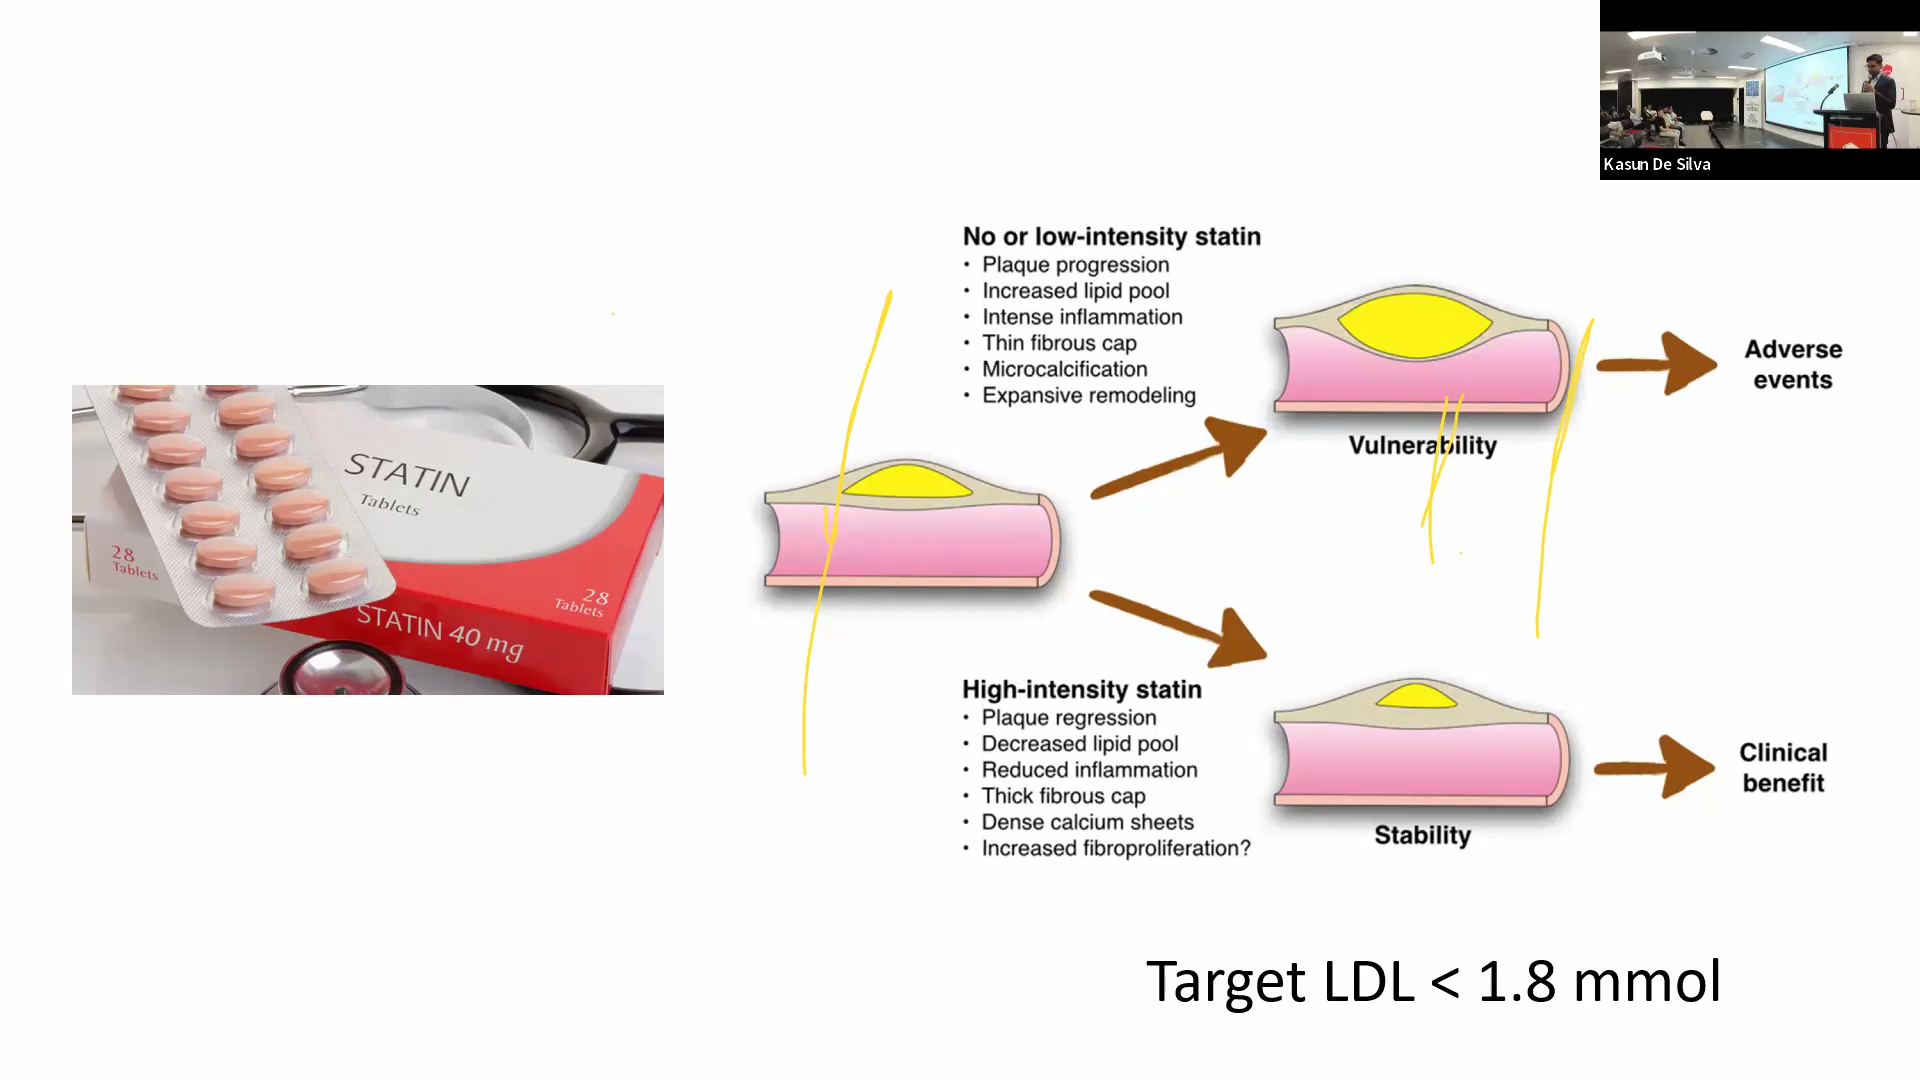 Kasun De Silva
No or low-intensity statin
• Plaque progression
• Increased lipid pool
• Intense inflammation
• Thin fibrous cap
• Microcalcification
• Expansive remodeling
Vulnerability
Adverse
events
STATIN
Tablets
28
Tablets
28
Tablets
STATIN 40 mg
High-intensity statin
• Plaque regression
• Decreased lipid pool
• Reduced inflammation
• Thick fibrous cap
• Dense calcium sheets
• Increased fibroproliferation?
Stability
Clinical
benefit
Target LDL < 1.8 mmol